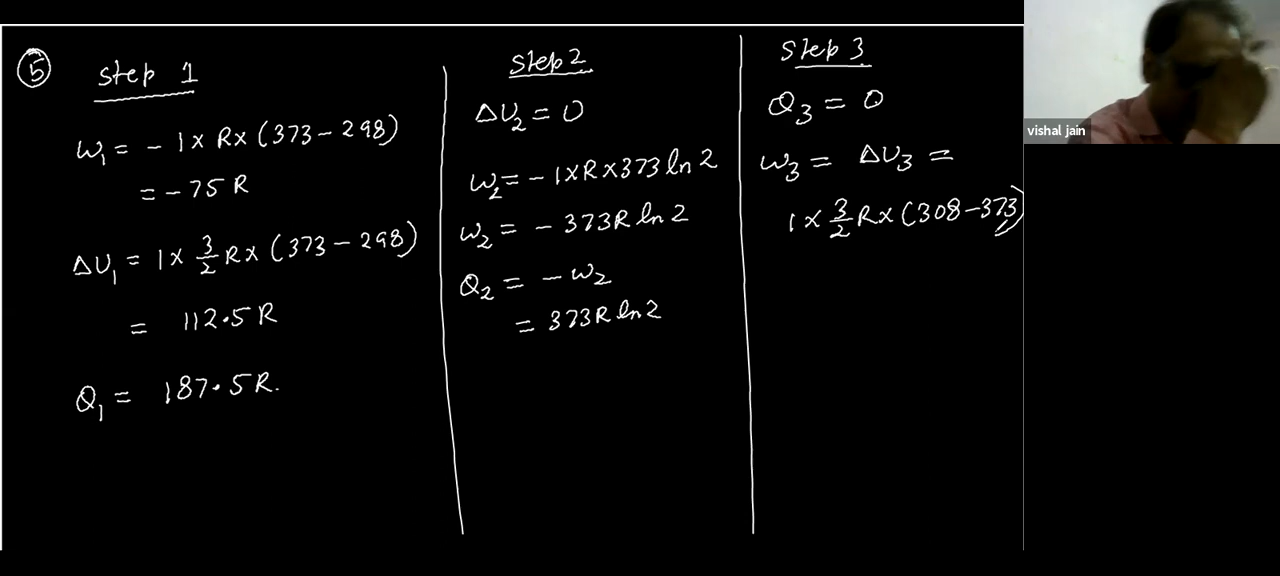 5
Step 1
W₁ = - 1 × R × (373 - 298)
= - 75 R
ΔU₁ = 1 × 3/2 R × (373 - 298)
= 112.5 R
Q₁ = 187.5 R.
Step 2
ΔU₂ = 0
W₂ = - 1 × R × 373 ln 2
W₂ = - 373 R ln 2
Q₂ = - W₂
= 373 R ln 2
Step 3
Q₃ = 0
W₃ = ΔU₃ =
1 × 3/2 R × (308 - 373)
vishal jain